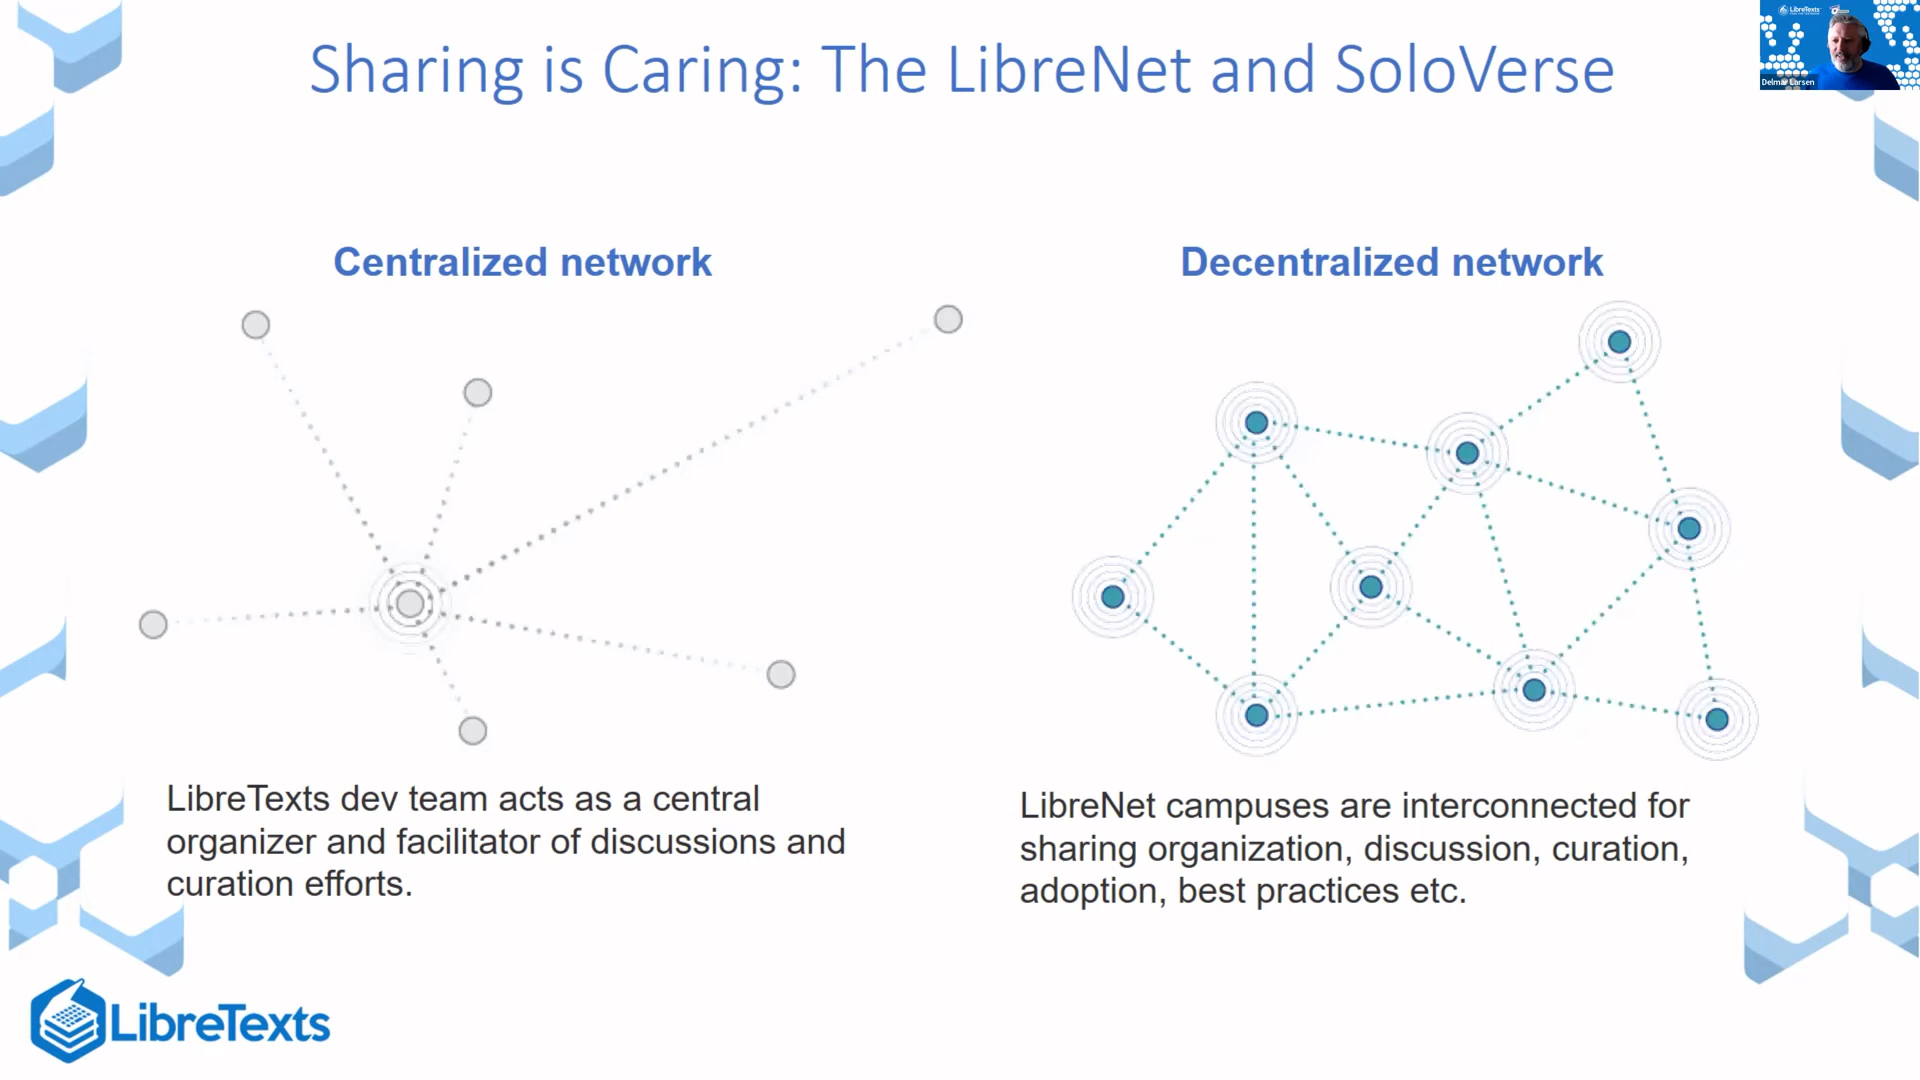 Sharing is Caring: The LibreNet and SoloVerse
LibreTexts
Delmar Larsen
Centralized network
Decentralized network
LibreTexts dev team acts as a central
organizer and facilitator of discussions and
curation efforts.
LibreNet campuses are interconnected for
sharing organization, discussion, curation,
adoption, best practices etc.
LibreTexts